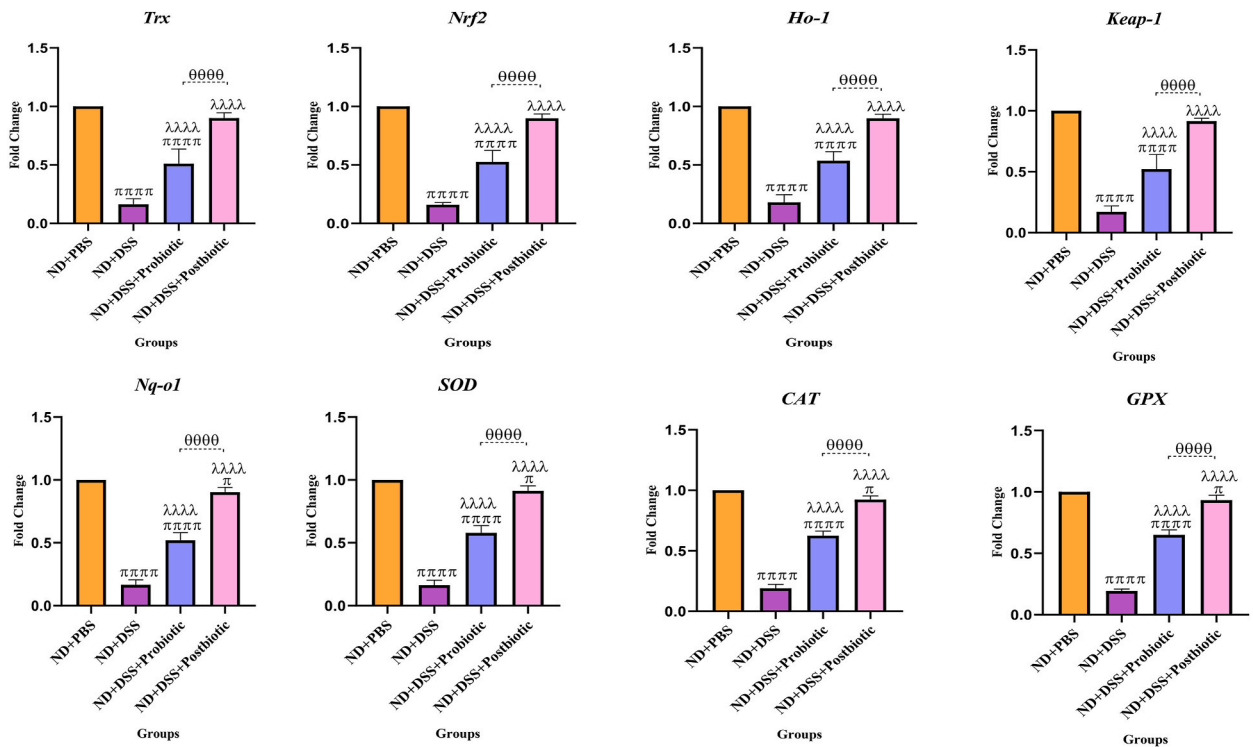 Trx
Fold Change
1.5
1.0
0.5
0.0
θθθθ
λλλλ
λλλλ
ππππ
ππππ
ND+PBS
ND+DSS
ND+DSS+Probiotic
ND+DSS+Postbiotic
Groups
Nrf2
Fold Change
1.5
1.0
0.5
0.0
θθθθ
λλλλ
λλλλ
ππππ
ππππ
ND+PBS
ND+DSS
ND+DSS+Probiotic
ND+DSS+Postbiotic
Groups
Ho-1
Fold Change
1.5
1.0
0.5
0.0
θθθθ
λλλλ
λλλλ
ππππ
ππππ
ND+PBS
ND+DSS
ND+DSS+Probiotic
ND+DSS+Postbiotic
Groups
Keap-1
Fold Change
1.5
1.0
0.5
0.0
θθθθ
λλλλ
λλλλ
ππππ
ππππ
ND+PBS
ND+DSS
ND+DSS+Probiotic
ND+DSS+Postbiotic
Groups
Nq-o1
Fold Change
1.5
1.0
0.5
0.0
θθθθ
λλλλ
π
λλλλ
ππππ
ππππ
ND+PBS
ND+DSS
ND+DSS+Probiotic
ND+DSS+Postbiotic
Groups
SOD
Fold Change
1.5
1.0
0.5
0.0
θθθθ
λλλλ
π
λλλλ
ππππ
ππππ
ND+PBS
ND+DSS
ND+DSS+Probiotic
ND+DSS+Postbiotic
Groups
CAT
Fold Change
1.5
1.0
0.5
0.0
θθθθ
λλλλ
π
λλλλ
ππππ
ππππ
ND+PBS
ND+DSS
ND+DSS+Probiotic
ND+DSS+Postbiotic
Groups
GPX
Fold Change
1.5
1.0
0.5
0.0
θθθθ
λλλλ
π
λλλλ
ππππ
ππππ
ND+PBS
ND+DSS
ND+DSS+Probiotic
ND+DSS+Postbiotic
Groups